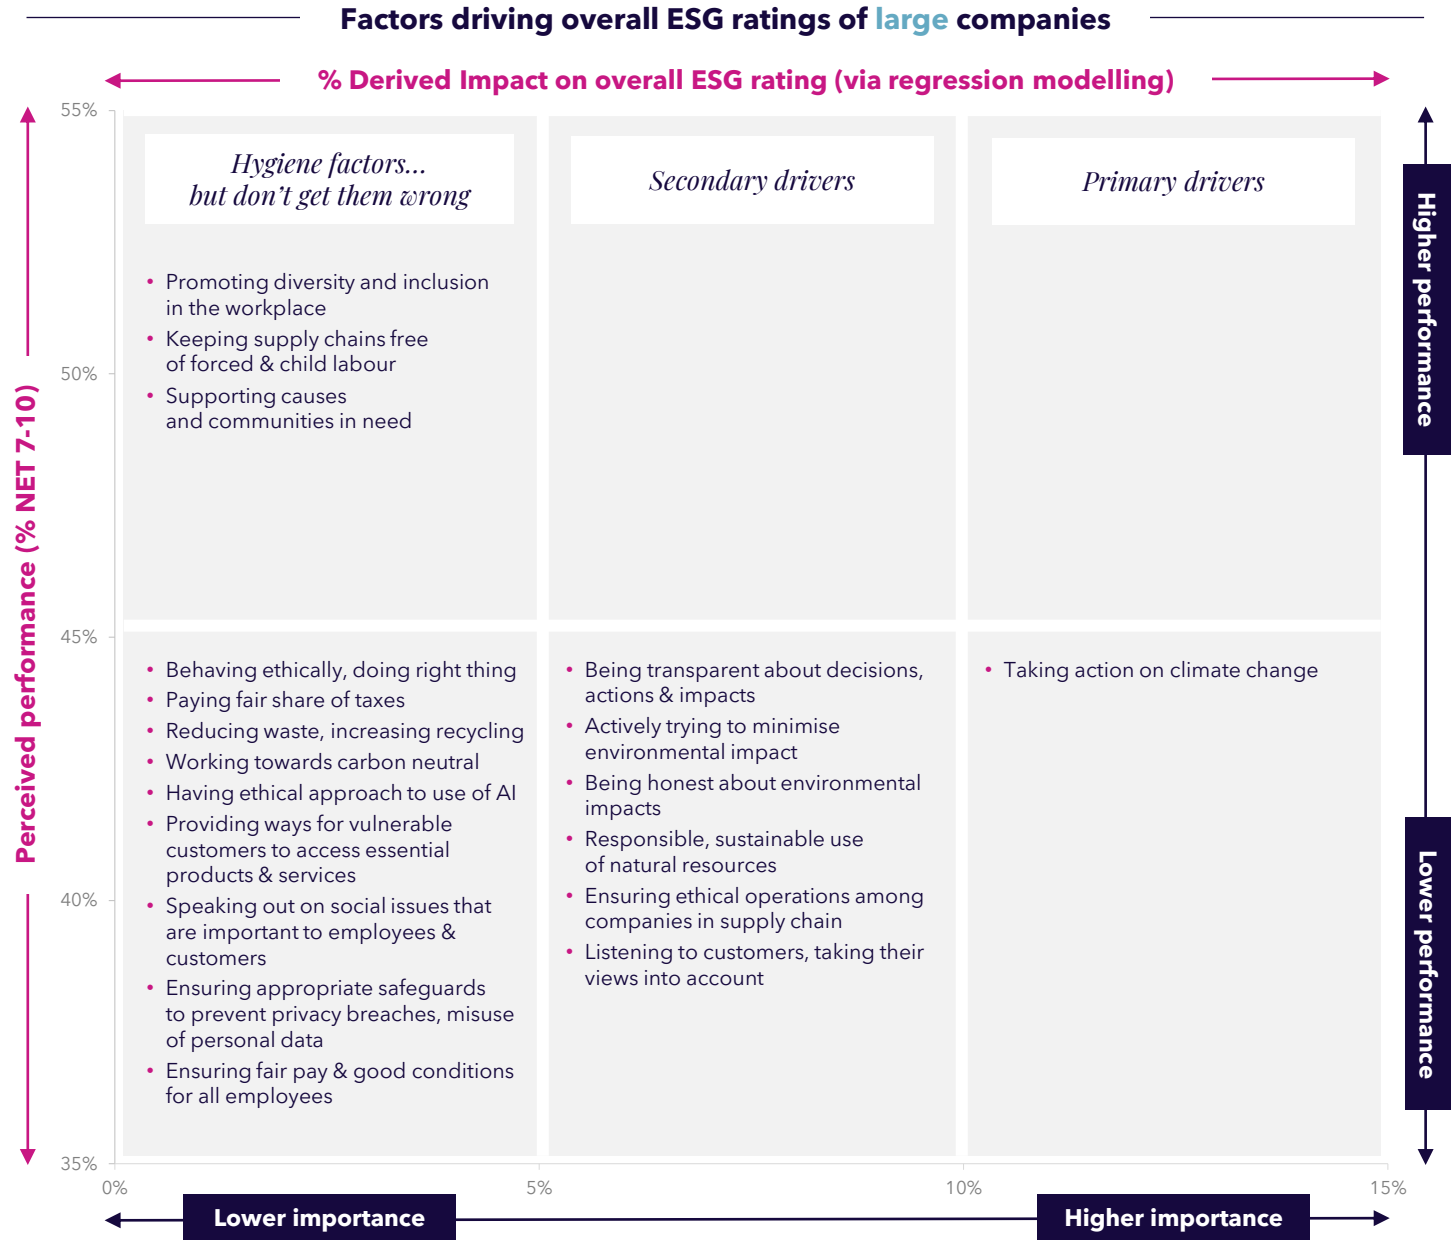 Factors driving overall ESG ratings of large companies
% Derived Impact on overall ESG rating (via regression modelling)
Perceived performance (% NET 7-10)
55%
50%
45%
40%
35%
Hygiene factors...
but don't get them wrong
• Promoting diversity and inclusion
in the workplace
• Keeping supply chains free
of forced & child labour
• Supporting causes
and communities in need
Secondary drivers
Primary drivers
• Behaving ethically, doing right thing
• Paying fair share of taxes
• Reducing waste, increasing recycling
• Working towards carbon neutral
• Having ethical approach to use of AI
• Providing ways for vulnerable
customers to access essential
products & services
• Speaking out on social issues that
are important to employees &
customers
• Ensuring appropriate safeguards
to prevent privacy breaches, misuse
of personal data
• Ensuring fair pay & good conditions
for all employees
• Being transparent about decisions,
actions & impacts
• Actively trying to minimise
environmental impact
• Being honest about environmental
impacts
• Responsible, sustainable use
of natural resources
• Ensuring ethical operations among
companies in supply chain
• Listening to customers, taking their
views into account
• Taking action on climate change
Higher performance
Lower performance
0%
5%
10%
15%
Lower importance
Higher importance